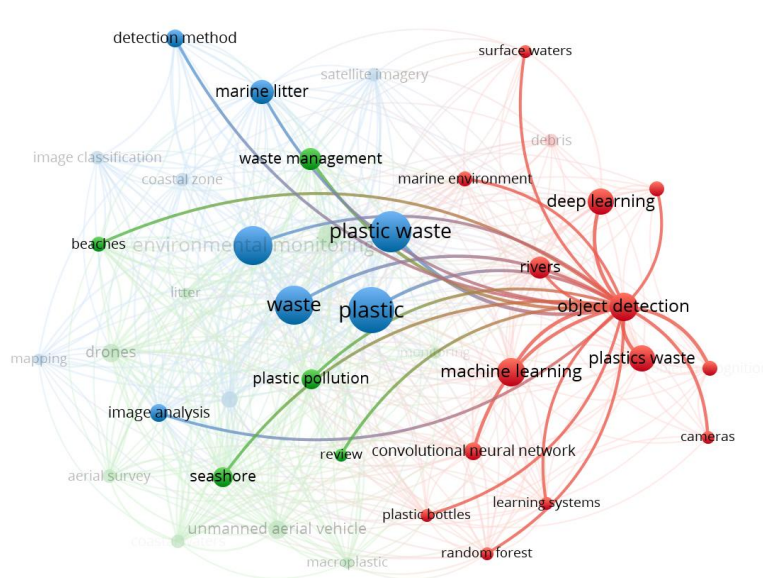 detection method
surface waters
satellite imagery
marine litter
debris
image classification
waste management
coastal zone
marine environment
deep learning
plastic waste
beaches
environmental monitoring
rivers
litter
waste
plastic
object detection
mapping
drones
machine learning
plastics waste
plastic pollution
image analysis
cameras
review
convolutional neural network
aerial survey
seashore
learning systems
plastic bottles
unmanned aerial vehicle
random forest
macroplastic